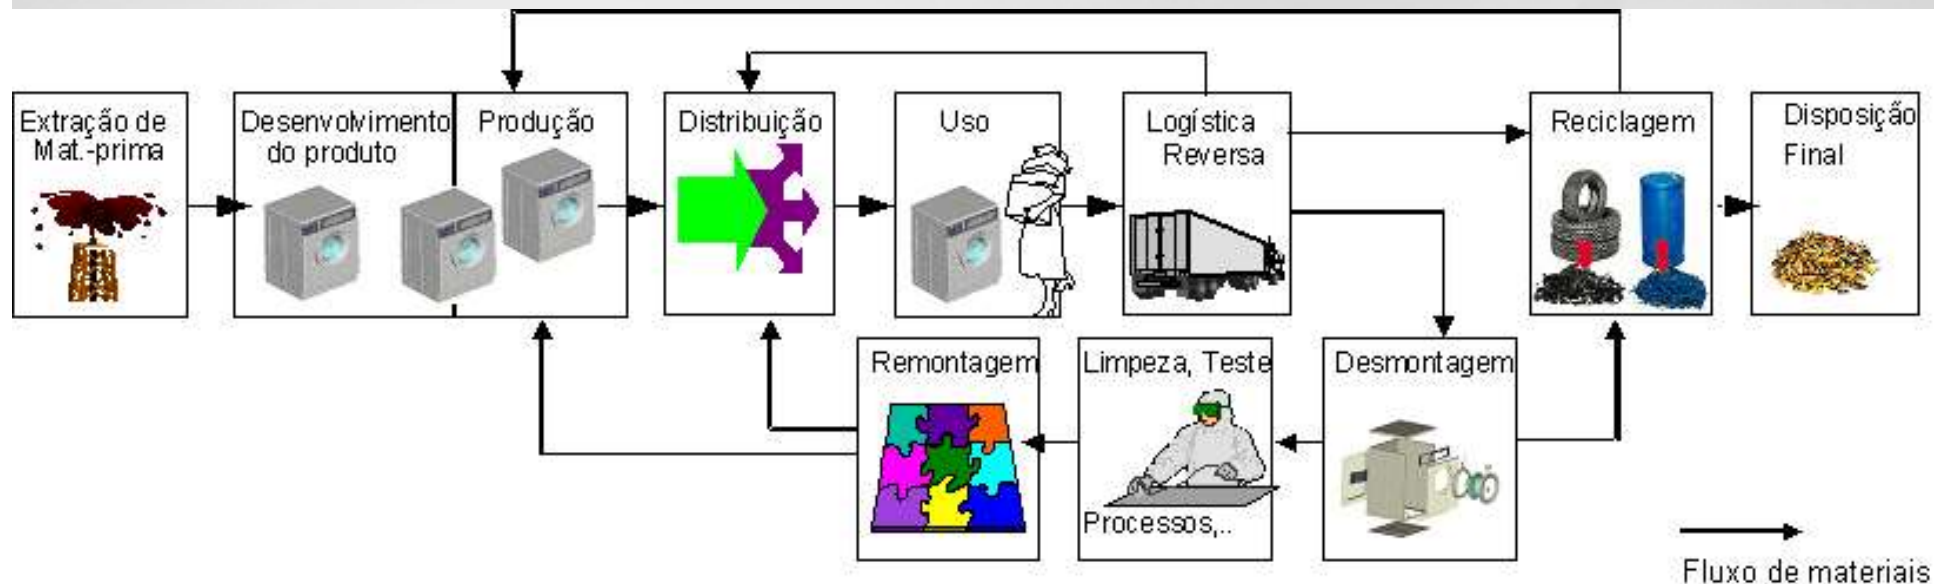 Extração de
Mat.-prima
Desenvolvimento
do produto
Produção
Distribuição
Uso
Logística
Reversa
Reciclagem
Disposição
Final
Remontagem
Limpeza, Teste
Processos,..
Desmontagem
Fluxo de materiais